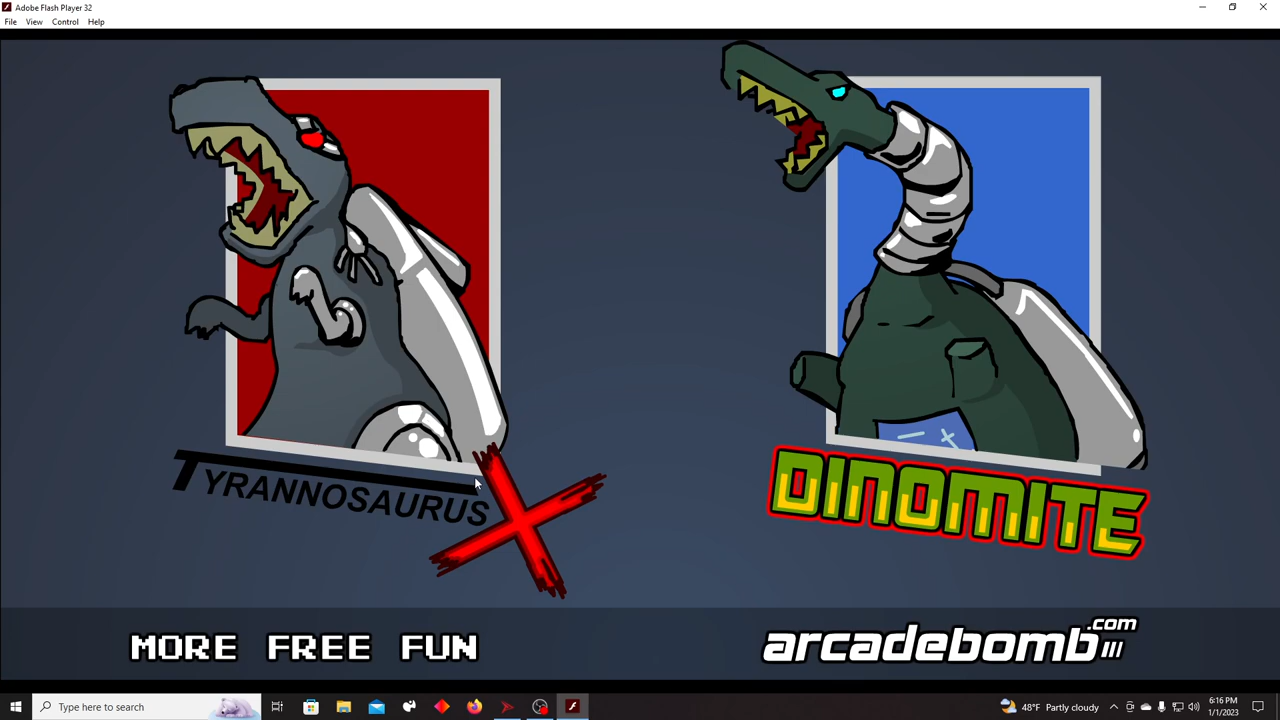 Adobe Flash Player 32
File View Control Help
TYRANNOSAURUS X
DINOMITE
MORE FREE FUN
arcadebomb.com
Type here to search
48°F Partly cloudy
6:16 PM
1/1/2023